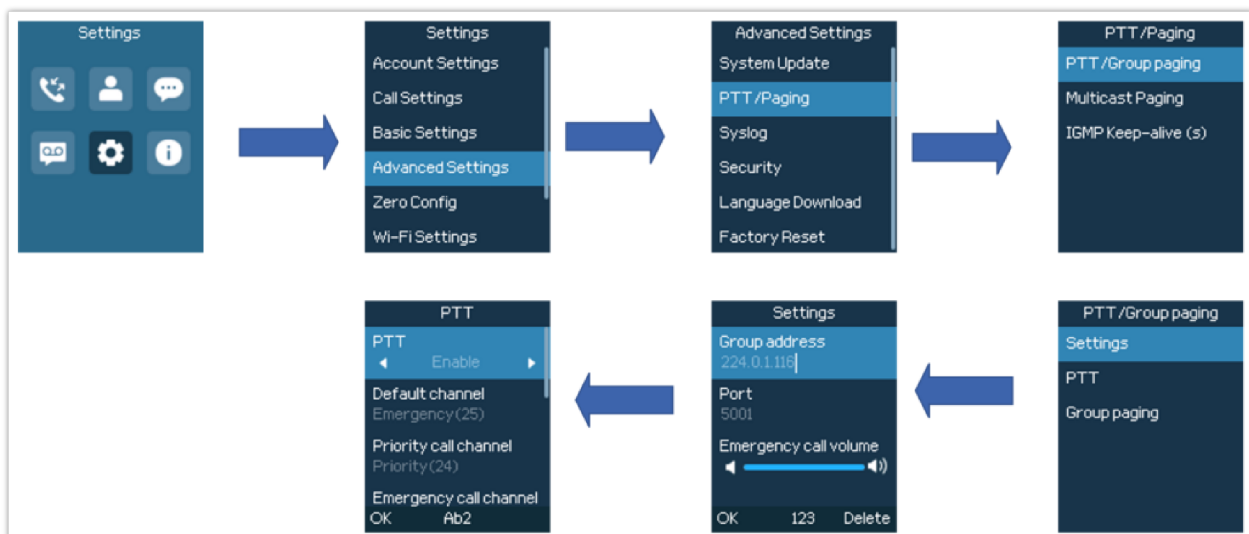 Settings
Settings
Account Settings
Call Settings
Basic Settings
Advanced Settings
Zero Config
Wi-Fi Settings
Advanced Settings
System Update
PTT/Paging
Syslog
Security
Language Download
Factory Reset
PTT/Paging
PTT/Group paging
Multicast Paging
IGMP Keep-alive (s)
PTT/Group paging
Settings
PTT
Group paging
Settings
Group address
224.0.1.116
Port
5001
Emergency call volume
OK 123 Delete
PTT
PTT
Enable
Default channel
Emergency(25)
Priority call channel
Priority(24)
Emergency call channel
OK Ab2